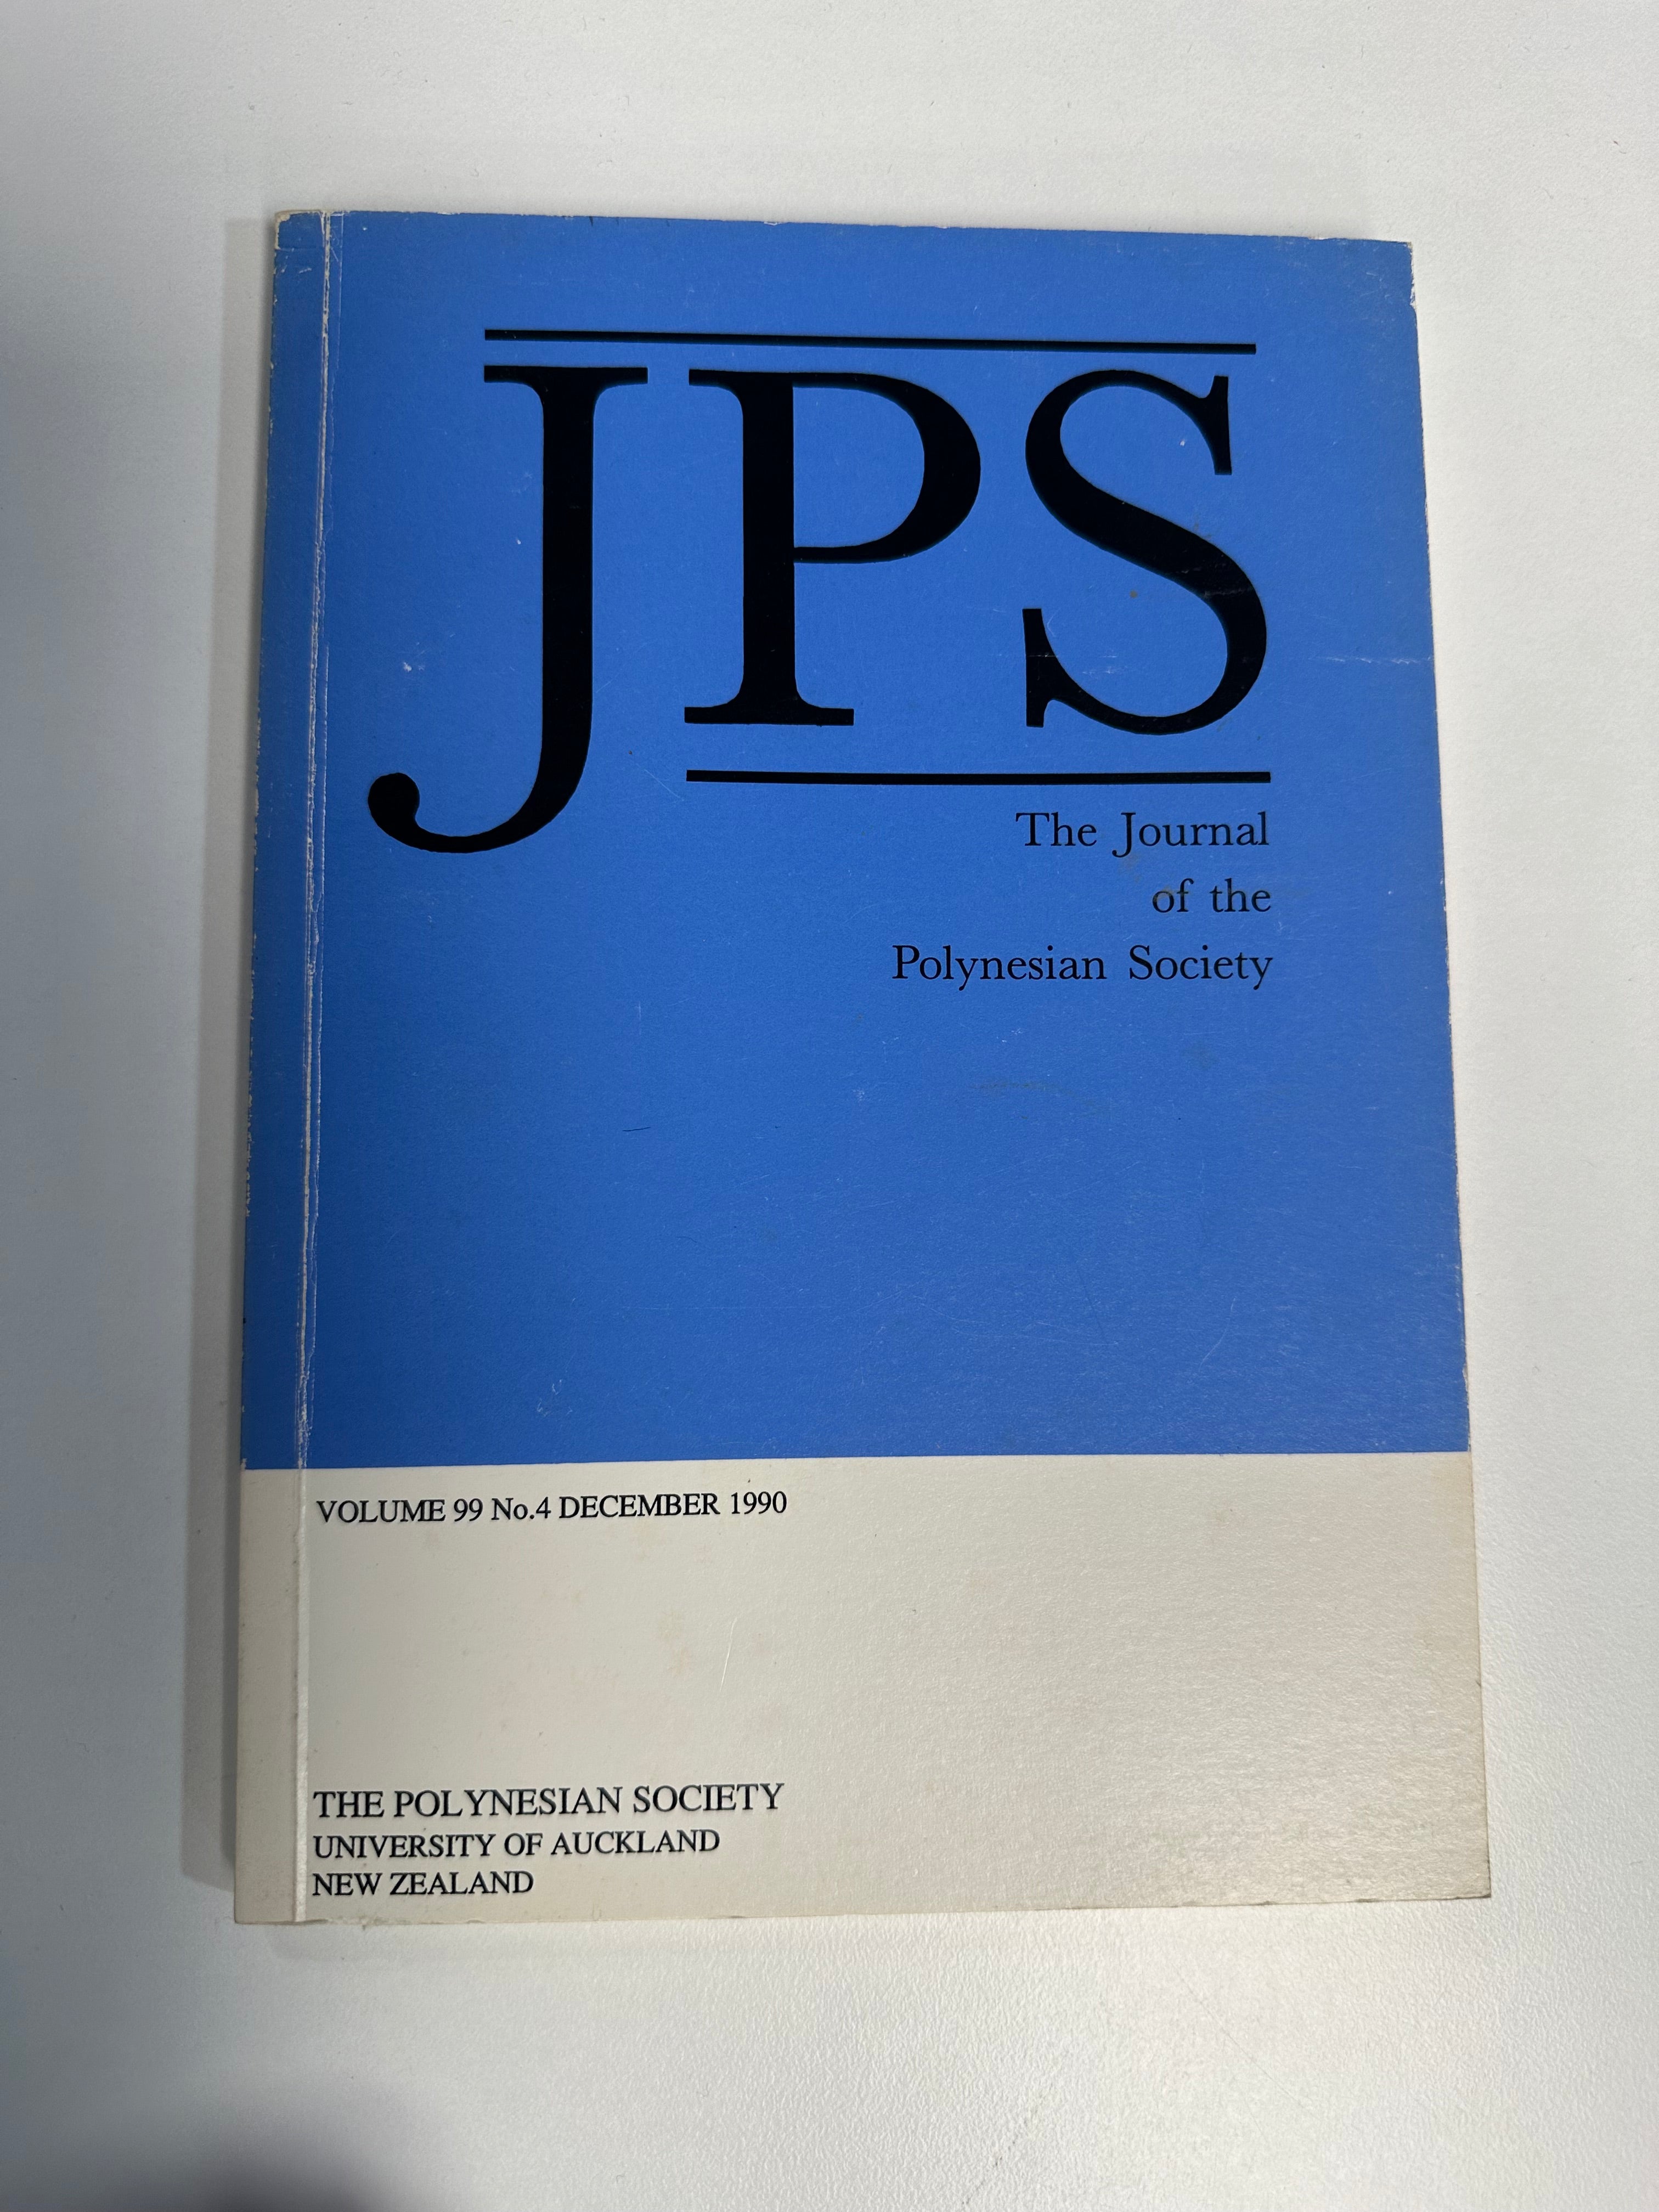 JPS
The Journal
of the
Polynesian Society
VOLUME 99 No.4 DECEMBER 1990
THE POLYNESIAN SOCIETY
UNIVERSITY OF AUCKLAND
NEW ZEALAND